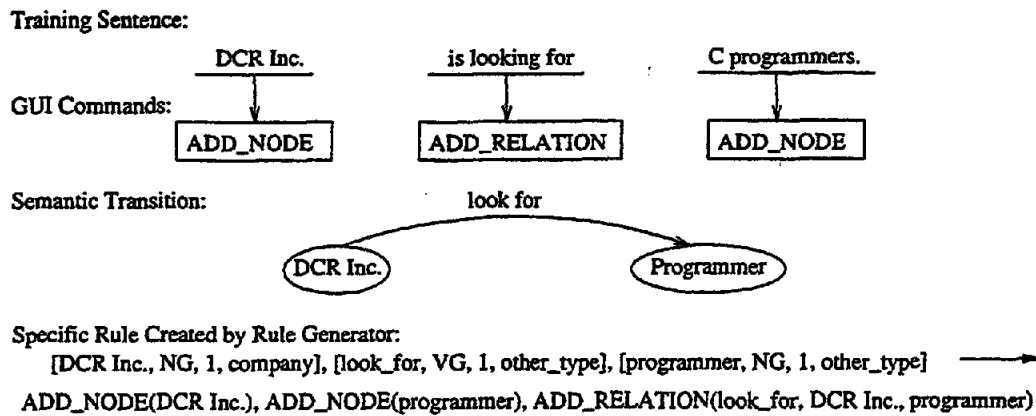 Training Sentence:
DCR Inc. is looking for C programmers.
GUI Commands:
ADD_NODE ADD_RELATION ADD_NODE
Semantic Transition: look for
DCR Inc. Programmer
Specific Rule Created by Rule Generator:
[DCR Inc., NG, 1, company], [look_for, VG, 1, other_type], [programmer, NG, 1, other_type]
ADD_NODE(DCR Inc.), ADD_NODE(programmer), ADD_RELATION(look_for, DCR Inc., programmer)